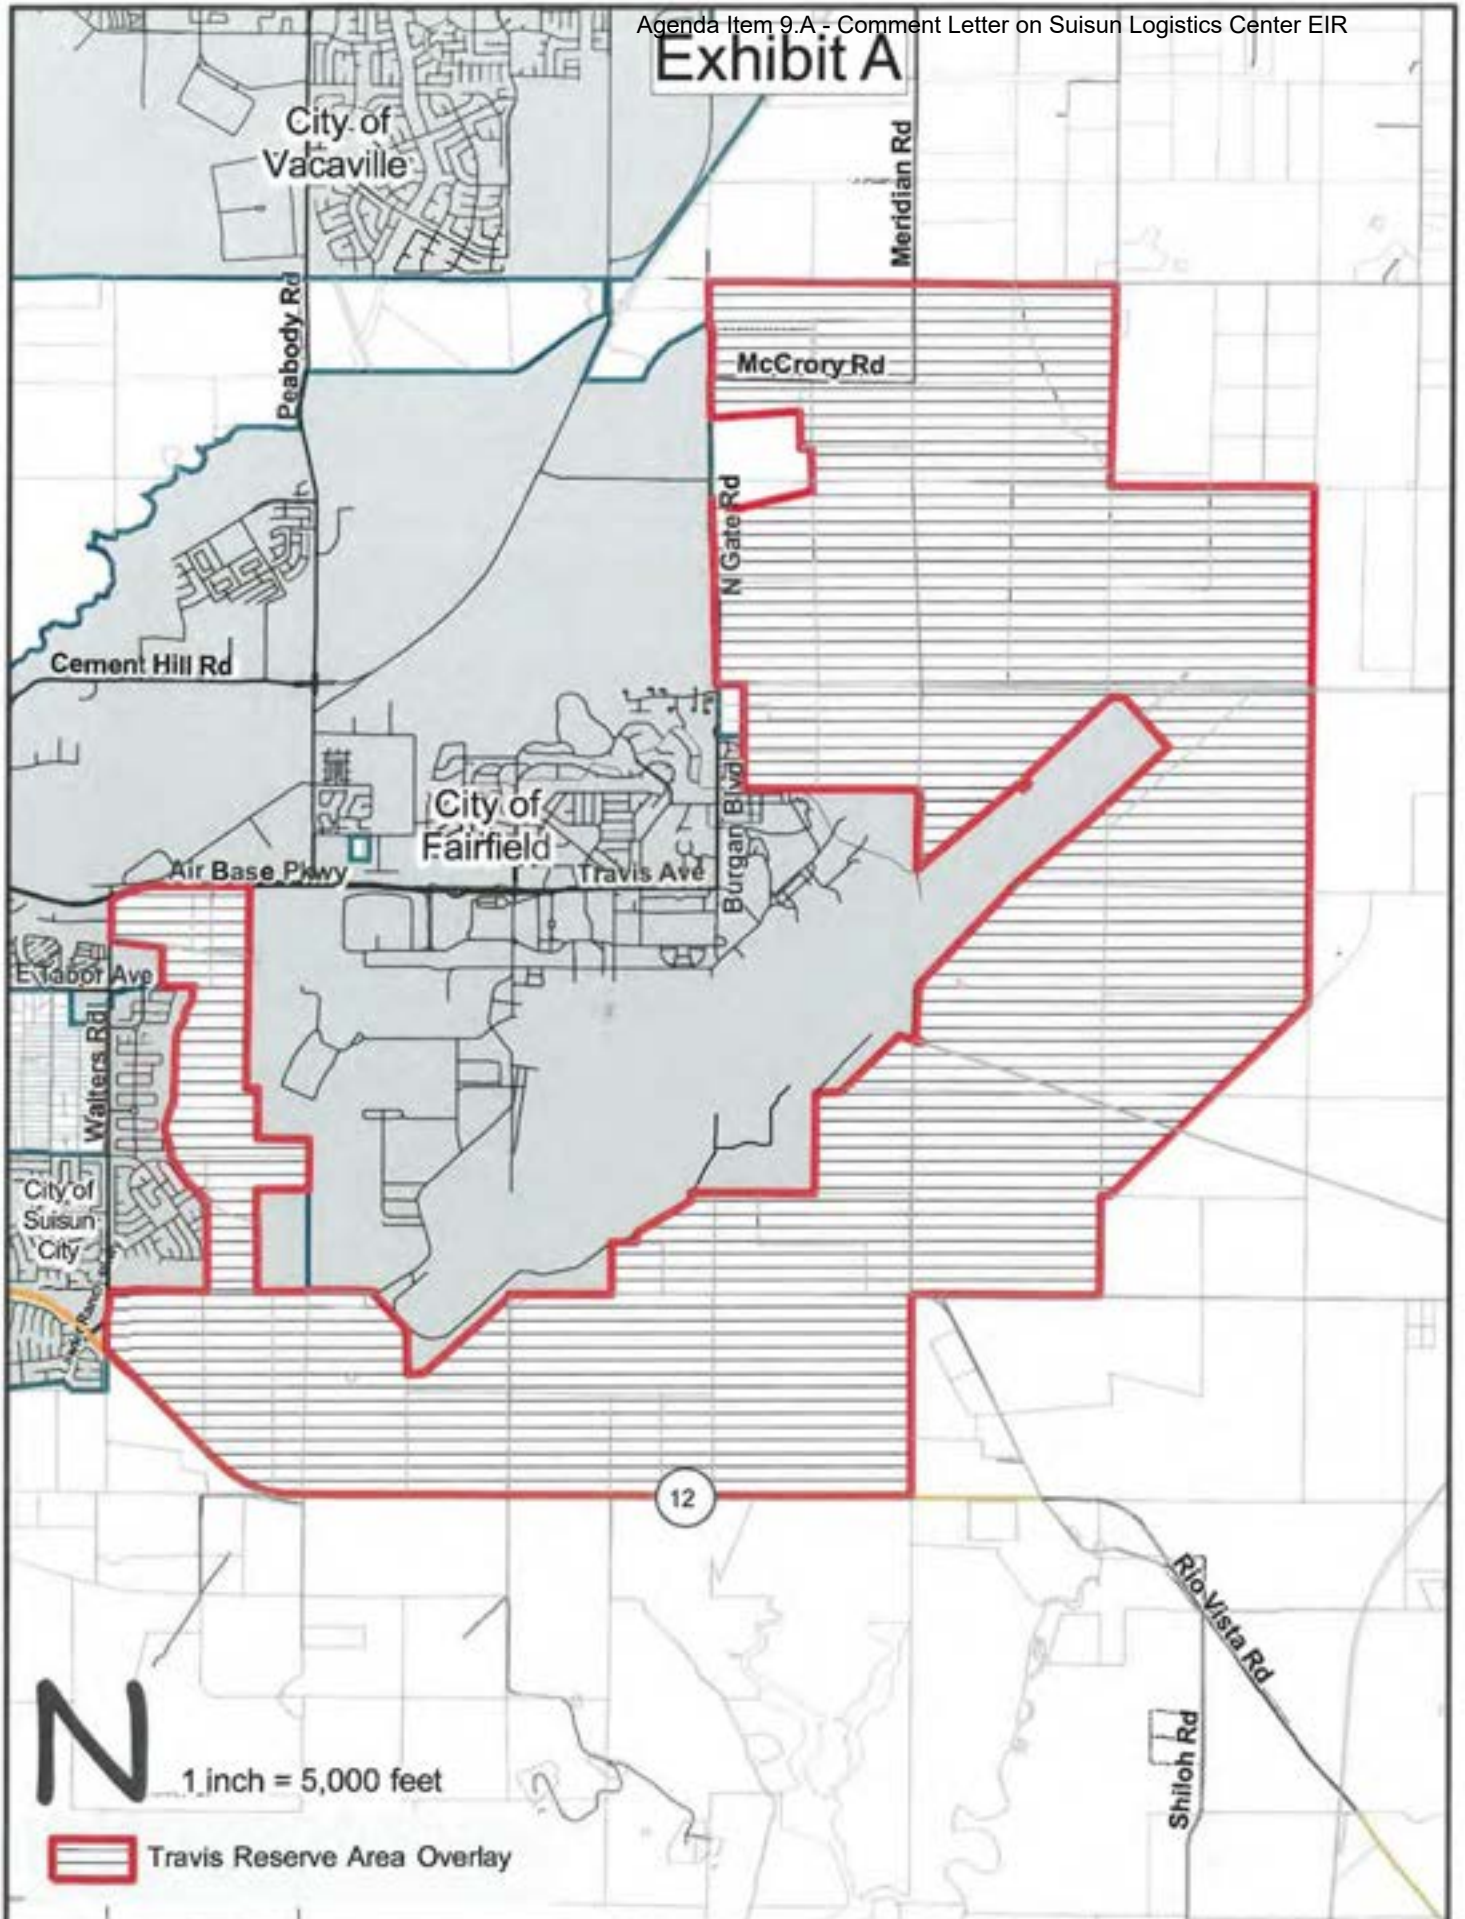 Agenda Item 9.A - Comment Letter on Suisun Logistics Center EIR
Exhibit A
City of
Vacaville
Meridian Rd
Peabody Rd
McCrory Rd
N Gate Rd
Cement Hill Rd
City of
Fairfield
Burgan Blvd
Air Base Pkwy
Travis Ave
E Tabor Ave
Walters Rd
City of
Suisun
City
12
Rio Vista Rd
Shiloh Rd
N
1 inch = 5,000 feet
Travis Reserve Area Overlay